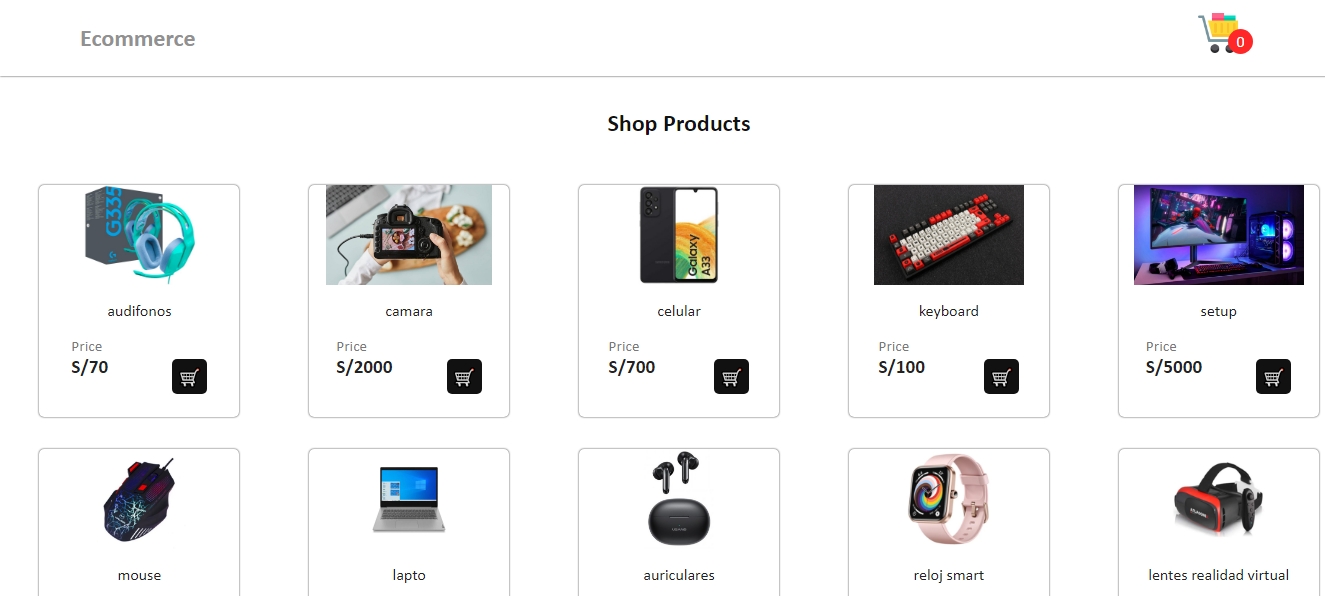 Ecommerce
0
Shop Products
G335
Galaxy
A33
audifonos
camara
celular
keyboard
setup
Price
S/70
Price
S/2000
Price
S/700
Price
S/100
Price
S/5000
mouse
lapto
auriculares
reloj smart
lentes realidad virtual